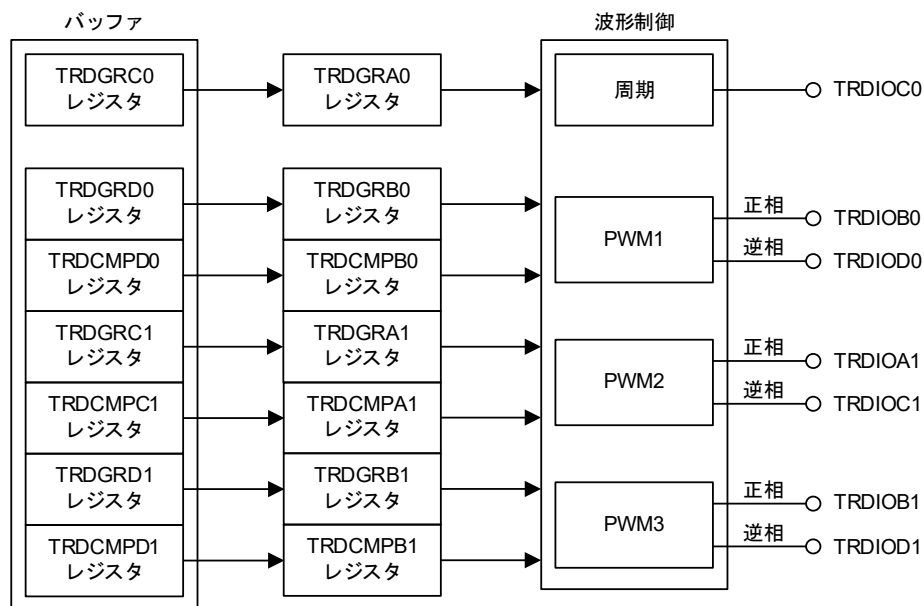 バッファ
波形制御
TRDGRC0
レジスタ
TRDGRA0
レジスタ
周期
TRDIOC0
TRDGRD0
レジスタ
TRDGRB0
レジスタ
PWM1
正相
TRDIOB0
逆相
TRDIOD0
TRDCMPD0
レジスタ
TRDCMPB0
レジスタ
TRDGRC1
レジスタ
TRDGRA1
レジスタ
PWM2
正相
TRDIOA1
逆相
TRDIOC1
TRDCMPC1
レジスタ
TRDCMPA1
レジスタ
TRDGRD1
レジスタ
TRDGRB1
レジスタ
PWM3
正相
TRDIOB1
逆相
TRDIOD1
TRDCMPD1
レジスタ
TRDCMPB1
レジスタ